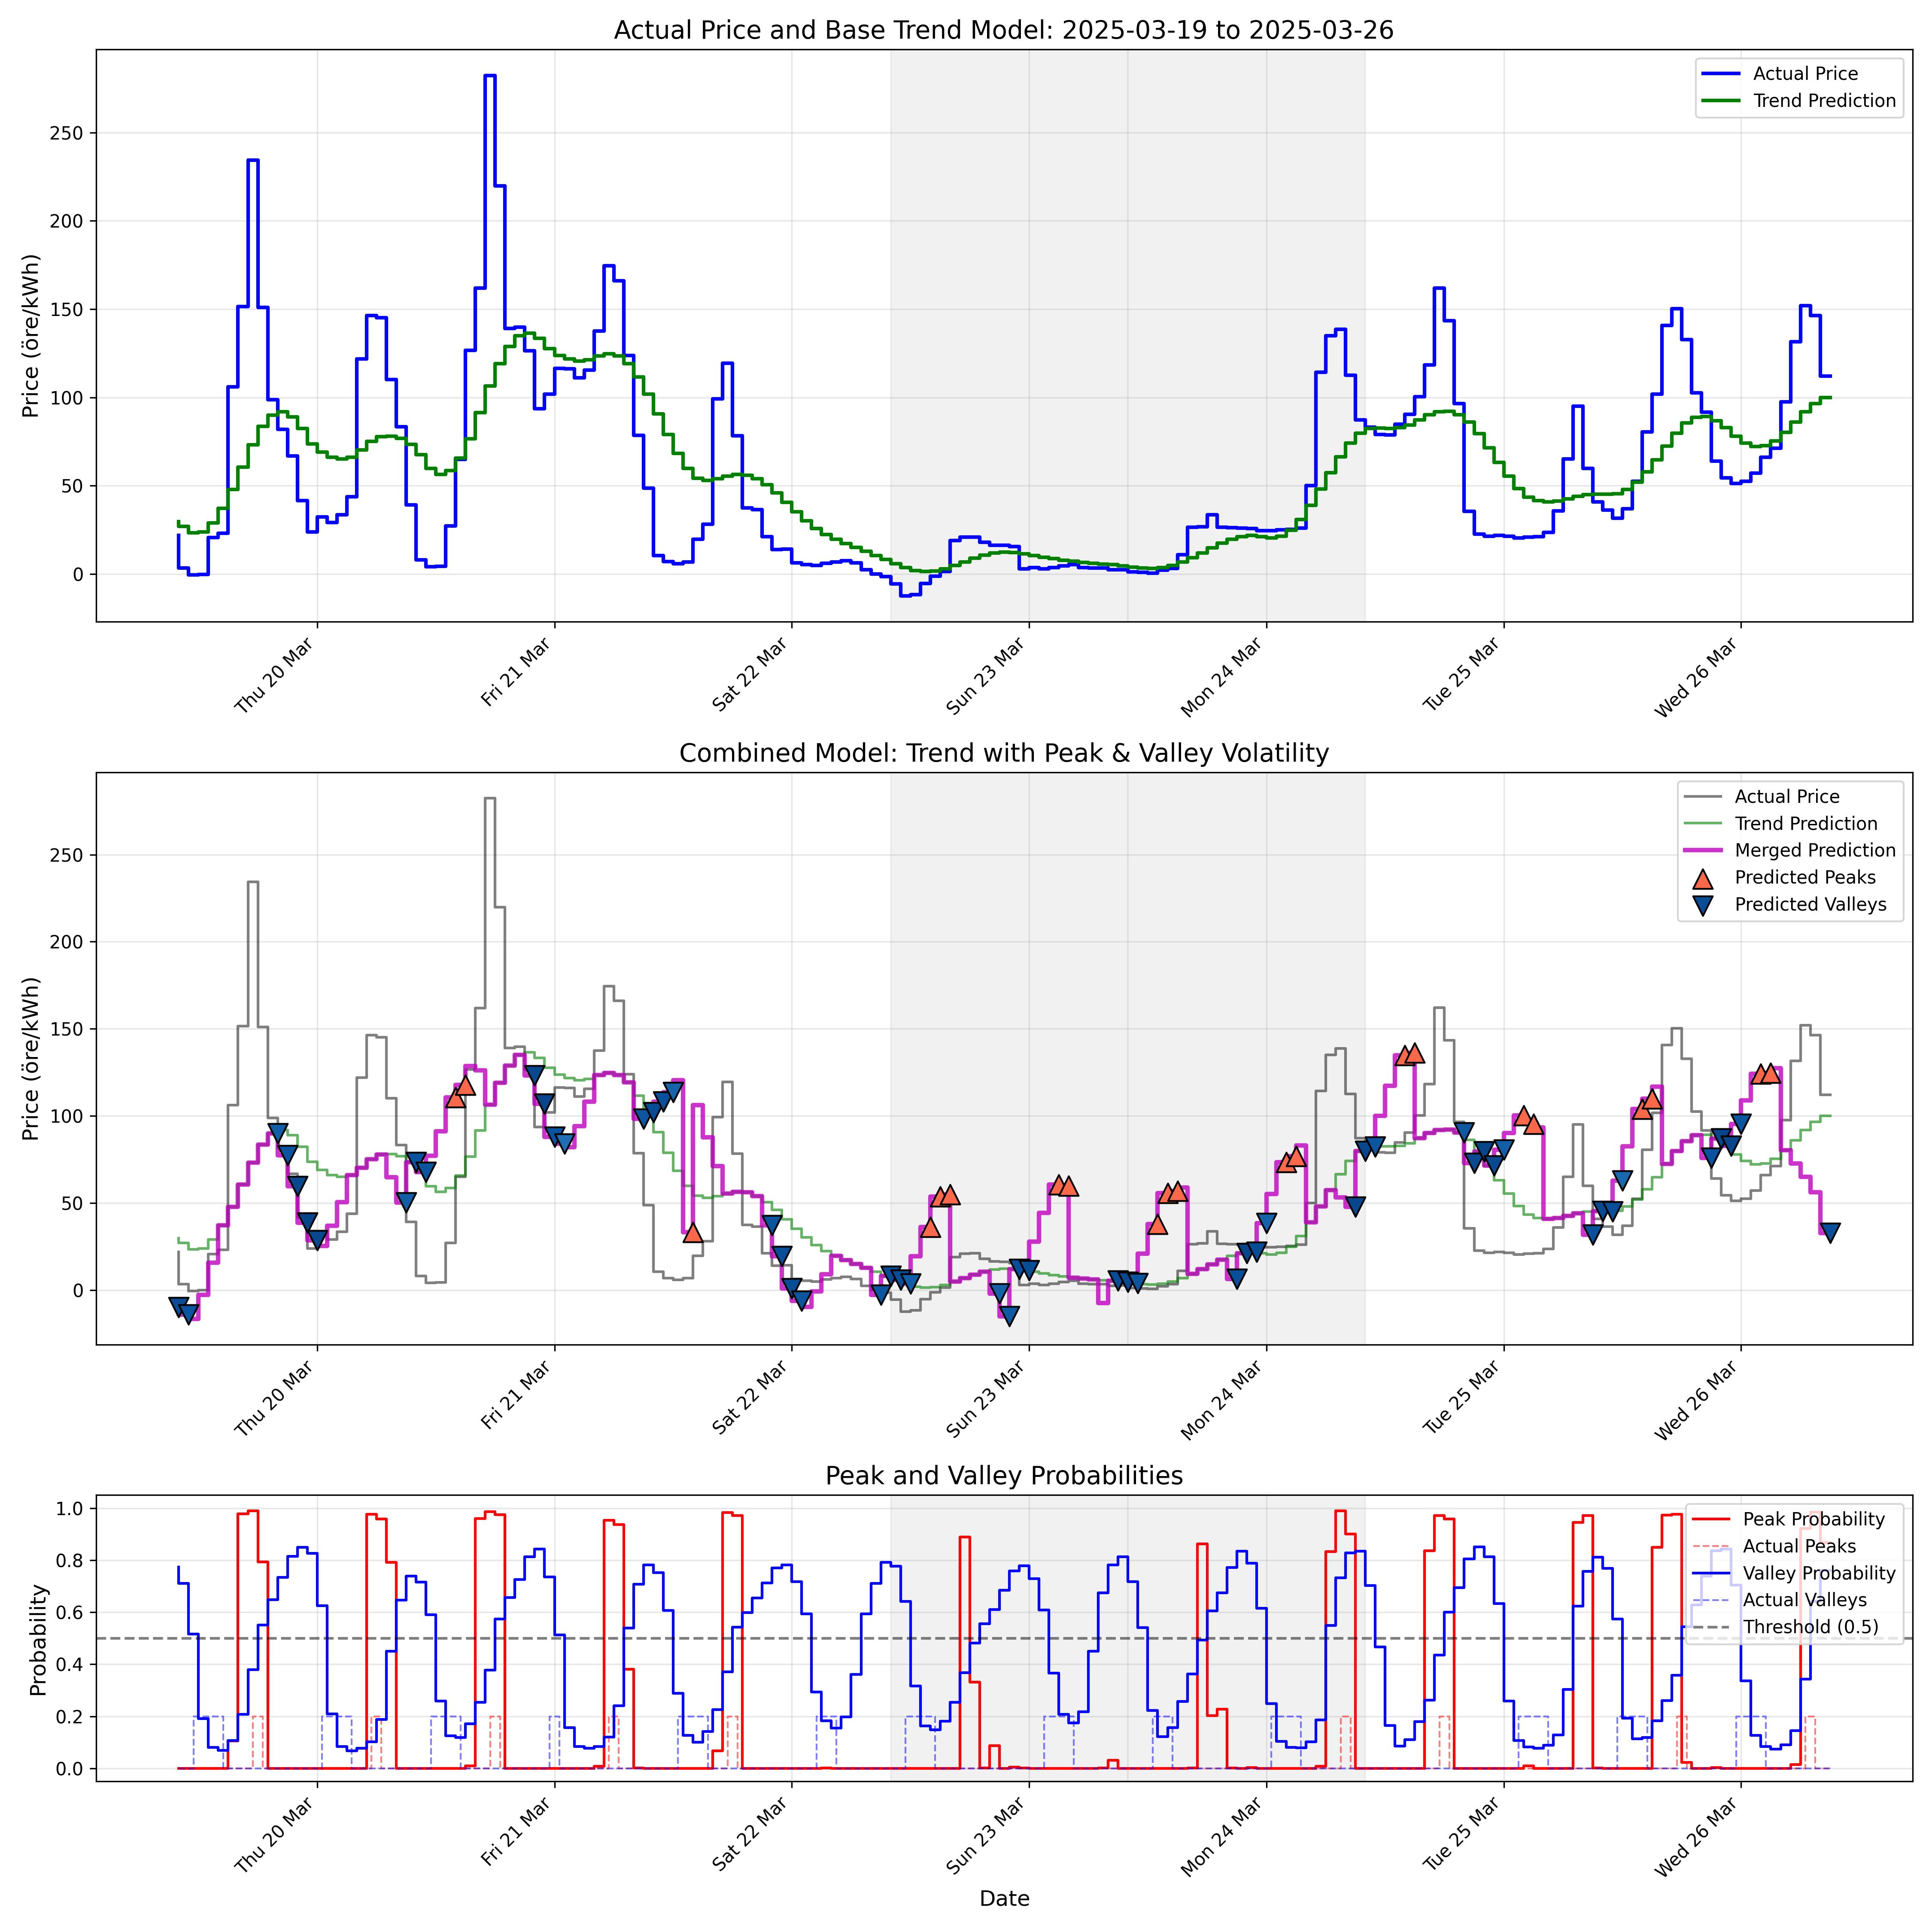 Actual Price and Base Trend Model: 2025-03-19 to 2025-03-26
Price (öre/kWh)
250
200
150
100
50
0
Actual Price
Trend Prediction
Thu 20 Mar
Fri 21 Mar
Sat 22 Mar
Sun 23 Mar
Mon 24 Mar
Tue 25 Mar
Wed 26 Mar
Combined Model: Trend with Peak & Valley Volatility
Price (öre/kWh)
250
200
150
100
50
0
Actual Price
Trend Prediction
Merged Prediction
Predicted Peaks
Predicted Valleys
Thu 20 Mar
Fri 21 Mar
Sat 22 Mar
Sun 23 Mar
Mon 24 Mar
Tue 25 Mar
Wed 26 Mar
Peak and Valley Probabilities
Probability
1.0
0.8
0.6
0.4
0.2
0.0
Peak Probability
Actual Peaks
Valley Probability
Actual Valleys
Threshold (0.5)
Thu 20 Mar
Fri 21 Mar
Sat 22 Mar
Sun 23 Mar
Mon 24 Mar
Tue 25 Mar
Wed 26 Mar
Date